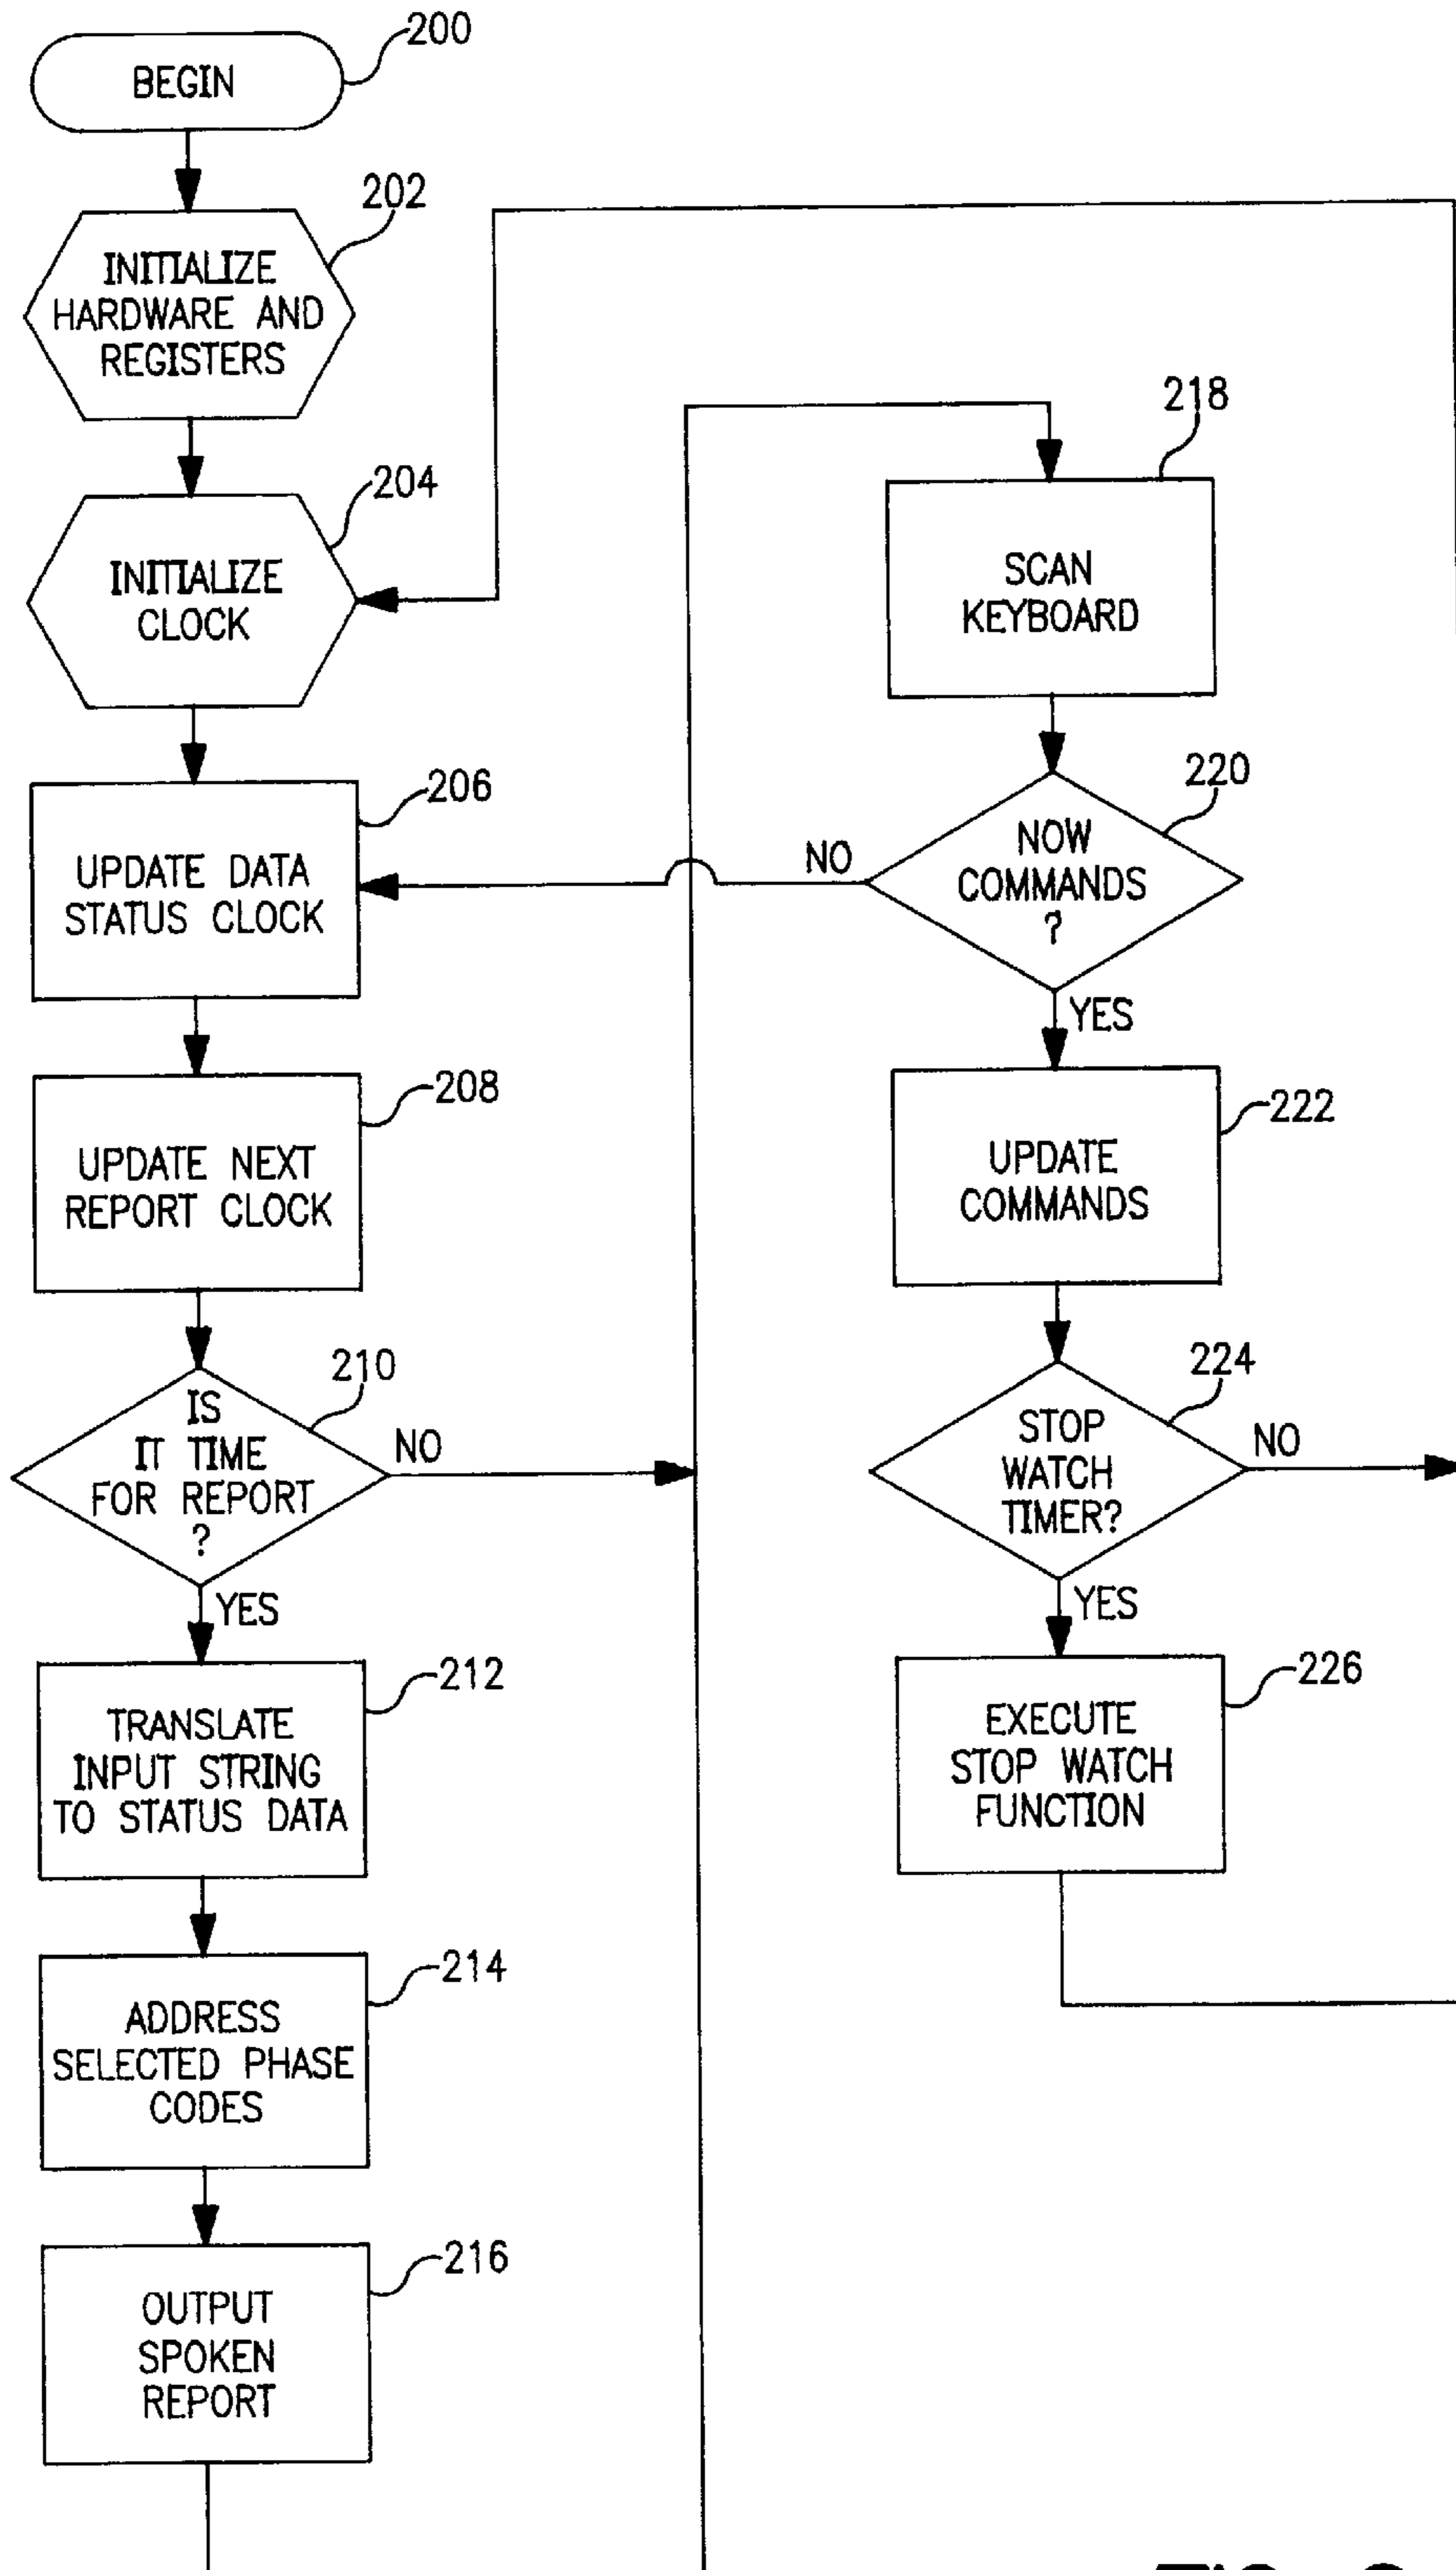 BEGIN
200
202
INITIALIZE
HARDWARE AND
REGISTERS
204
INITIALIZE
CLOCK
206
UPDATE DATA
STATUS CLOCK
208
UPDATE NEXT
REPORT CLOCK
210
IS
IT TIME
FOR REPORT
?
NO
YES
212
TRANSLATE
INPUT STRING
TO STATUS DATA
214
ADDRESS
SELECTED PHASE
CODES
216
OUTPUT
SPOKEN
REPORT
218
SCAN
KEYBOARD
220
NOW
COMMANDS
?
NO
YES
222
UPDATE
COMMANDS
224
STOP
WATCH
TIMER?
NO
YES
226
EXECUTE
STOP WATCH
FUNCTION